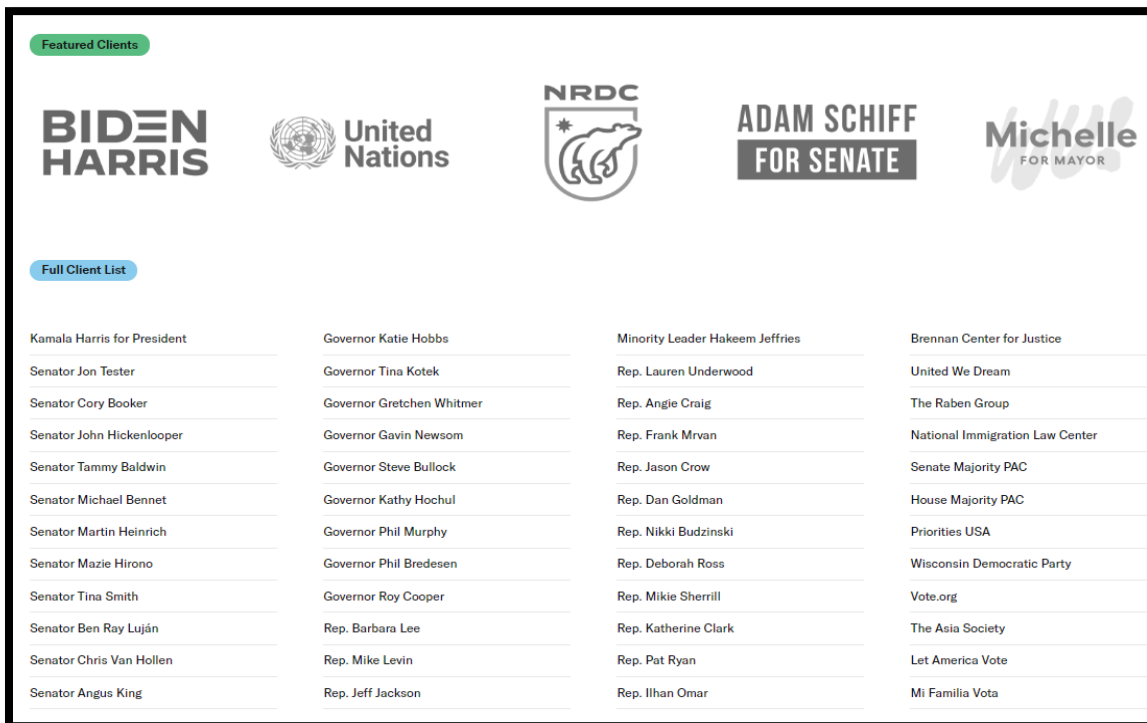 Featured Clients
BIDEN
HARRIS
United
Nations
NRDC
ADAM SCHIFF
FOR SENATE
Wu!
Michelle
FOR MAYOR
Full Client List
Kamala Harris for President
Senator Jon Tester
Senator Cory Booker
Senator John Hickenlooper
Senator Tammy Baldwin
Senator Michael Bennet
Senator Martin Heinrich
Senator Mazie Hirono
Senator Tina Smith
Senator Ben Ray Luján
Senator Chris Van Hollen
Senator Angus King
Governor Katie Hobbs
Governor Tina Kotek
Governor Gretchen Whitmer
Governor Gavin Newsom
Governor Steve Bullock
Governor Kathy Hochul
Governor Phil Murphy
Governor Phil Bredesen
Governor Roy Cooper
Rep. Barbara Lee
Rep. Mike Levin
Rep. Jeff Jackson
Minority Leader Hakeem Jeffries
Rep. Lauren Underwood
Rep. Angie Craig
Rep. Frank Mrvan
Rep. Jason Crow
Rep. Dan Goldman
Rep. Nikki Budzinski
Rep. Deborah Ross
Rep. Mikie Sherrill
Rep. Katherine Clark
Rep. Pat Ryan
Rep. Ilhan Omar
Brennan Center for Justice
United We Dream
The Raben Group
National Immigration Law Center
Senate Majority PAC
House Majority PAC
Priorities USA
Wisconsin Democratic Party
Vote.org
The Asia Society
Let America Vote
Mi Familia Vota